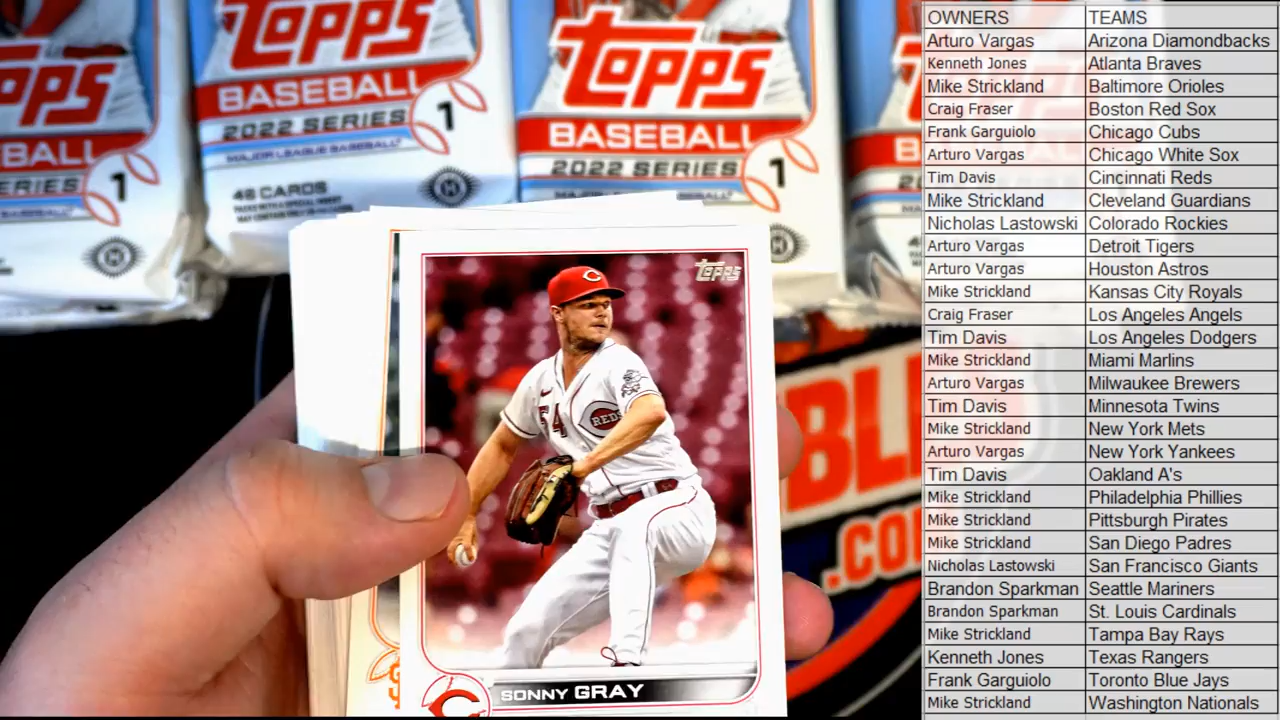 TOPPS
TOPPS
BASEBALL
BASEBALL
2022 SERIES 1
2022 SERIES 1
SERIES 1
MAJOR LEAGUE BASEBALL
48 CARDS
Topps
54
REDS
SONNY GRAY
.CO
OWNERS TEAMS
Arturo Vargas Arizona Diamondbacks
Kenneth Jones Atlanta Braves
Mike Strickland Baltimore Orioles
Craig Fraser Boston Red Sox
Frank Garguiolo Chicago Cubs
Arturo Vargas Chicago White Sox
Tim Davis Cincinnati Reds
Mike Strickland Cleveland Guardians
Nicholas Lastowski Colorado Rockies
Arturo Vargas Detroit Tigers
Arturo Vargas Houston Astros
Mike Strickland Kansas City Royals
Craig Fraser Los Angeles Angels
Tim Davis Los Angeles Dodgers
Mike Strickland Miami Marlins
Arturo Vargas Milwaukee Brewers
Tim Davis Minnesota Twins
Mike Strickland New York Mets
Arturo Vargas New York Yankees
Tim Davis Oakland A's
Mike Strickland Philadelphia Phillies
Mike Strickland Pittsburgh Pirates
Mike Strickland San Diego Padres
Nicholas Lastowski San Francisco Giants
Brandon Sparkman Seattle Mariners
Brandon Sparkman St. Louis Cardinals
Mike Strickland Tampa Bay Rays
Kenneth Jones Texas Rangers
Frank Garguiolo Toronto Blue Jays
Mike Strickland Washington Nationals